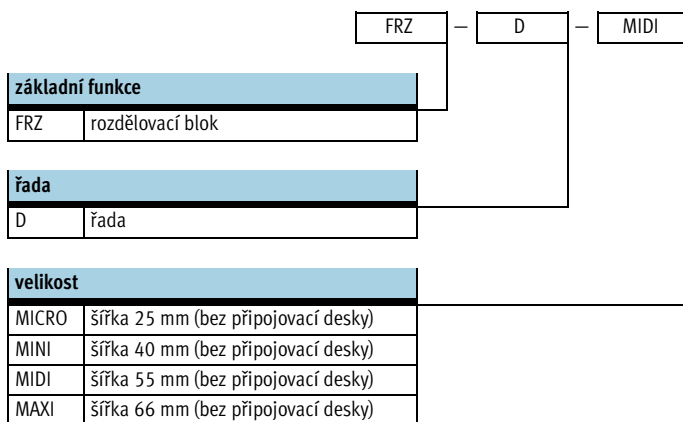 FRZ – D – MIDI
základní funkce
FRZ rozdělovací blok
řada
D řada
velikost
MICRO šířka 25 mm (bez připojovací desky)
MINI šířka 40 mm (bez připojovací desky)
MIDI šířka 55 mm (bez připojovací desky)
MAXI šířka 66 mm (bez připojovací desky)